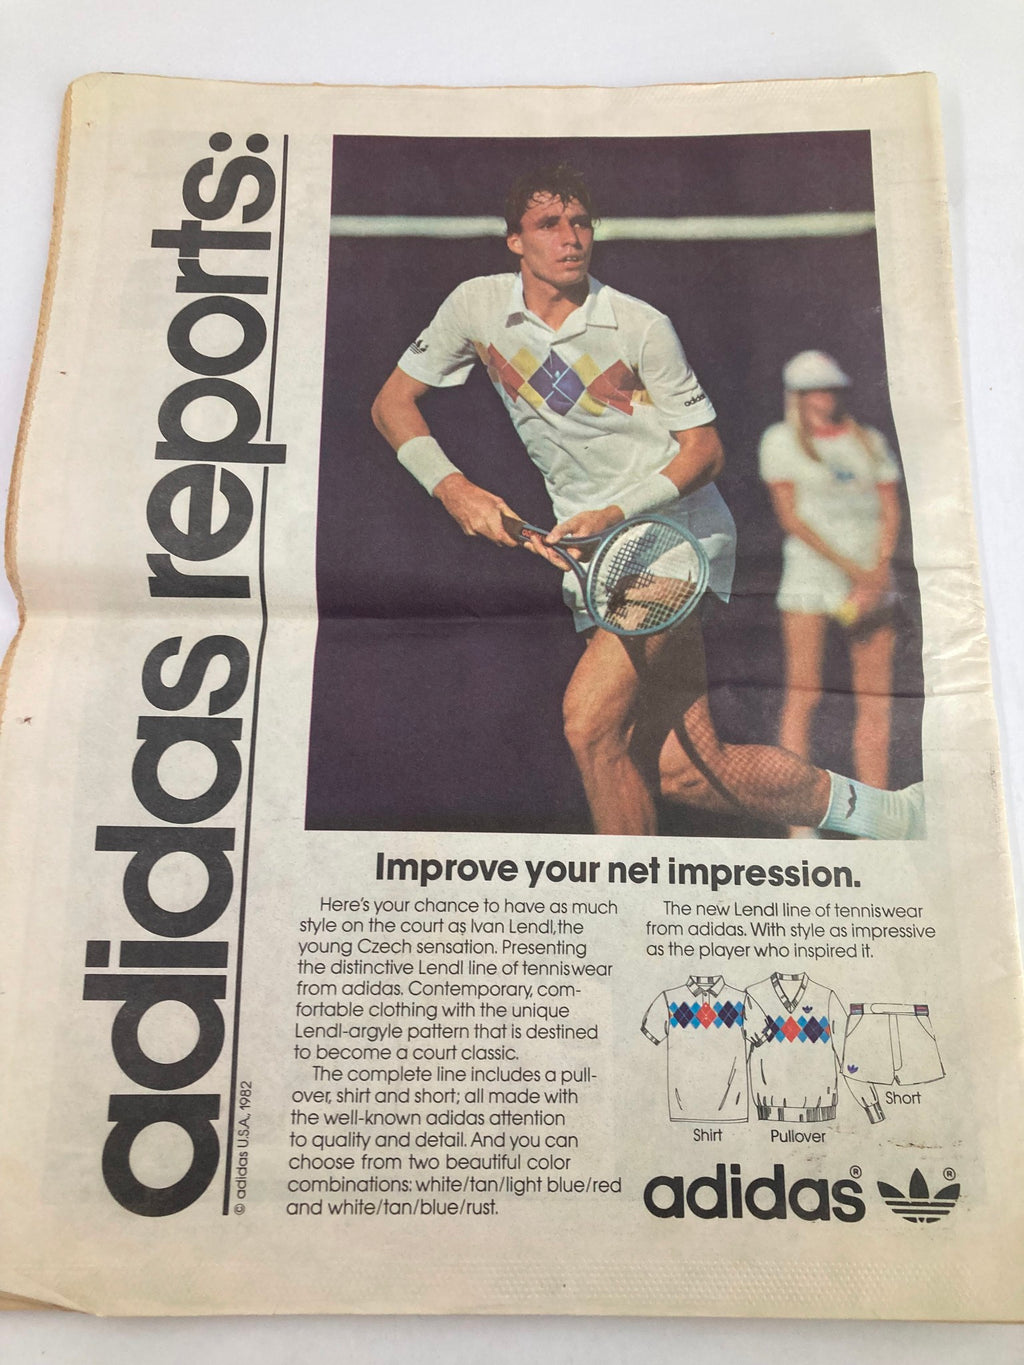 adidas reports:
© adidas U.S.A., 1982
adidas
Improve your net impression.
Here's your chance to have as much
style on the court as Ivan Lendl, the
young Czech sensation. Presenting
the distinctive Lendl line of tenniswear
from adidas. Contemporary, com-
fortable clothing with the unique
Lendl-argyle pattern that is destined
to become a court classic.
The complete line includes a pull-
over, shirt and short; all made with
the well-known adidas attention
to quality and detail. And you can
choose from two beautiful color
combinations: white/tan/light blue/red
and white/tan/blue/rust.
The new Lendl line of tenniswear
from adidas. With style as impressive
as the player who inspired it.
Shirt
Pullover
Short
adidas® ®